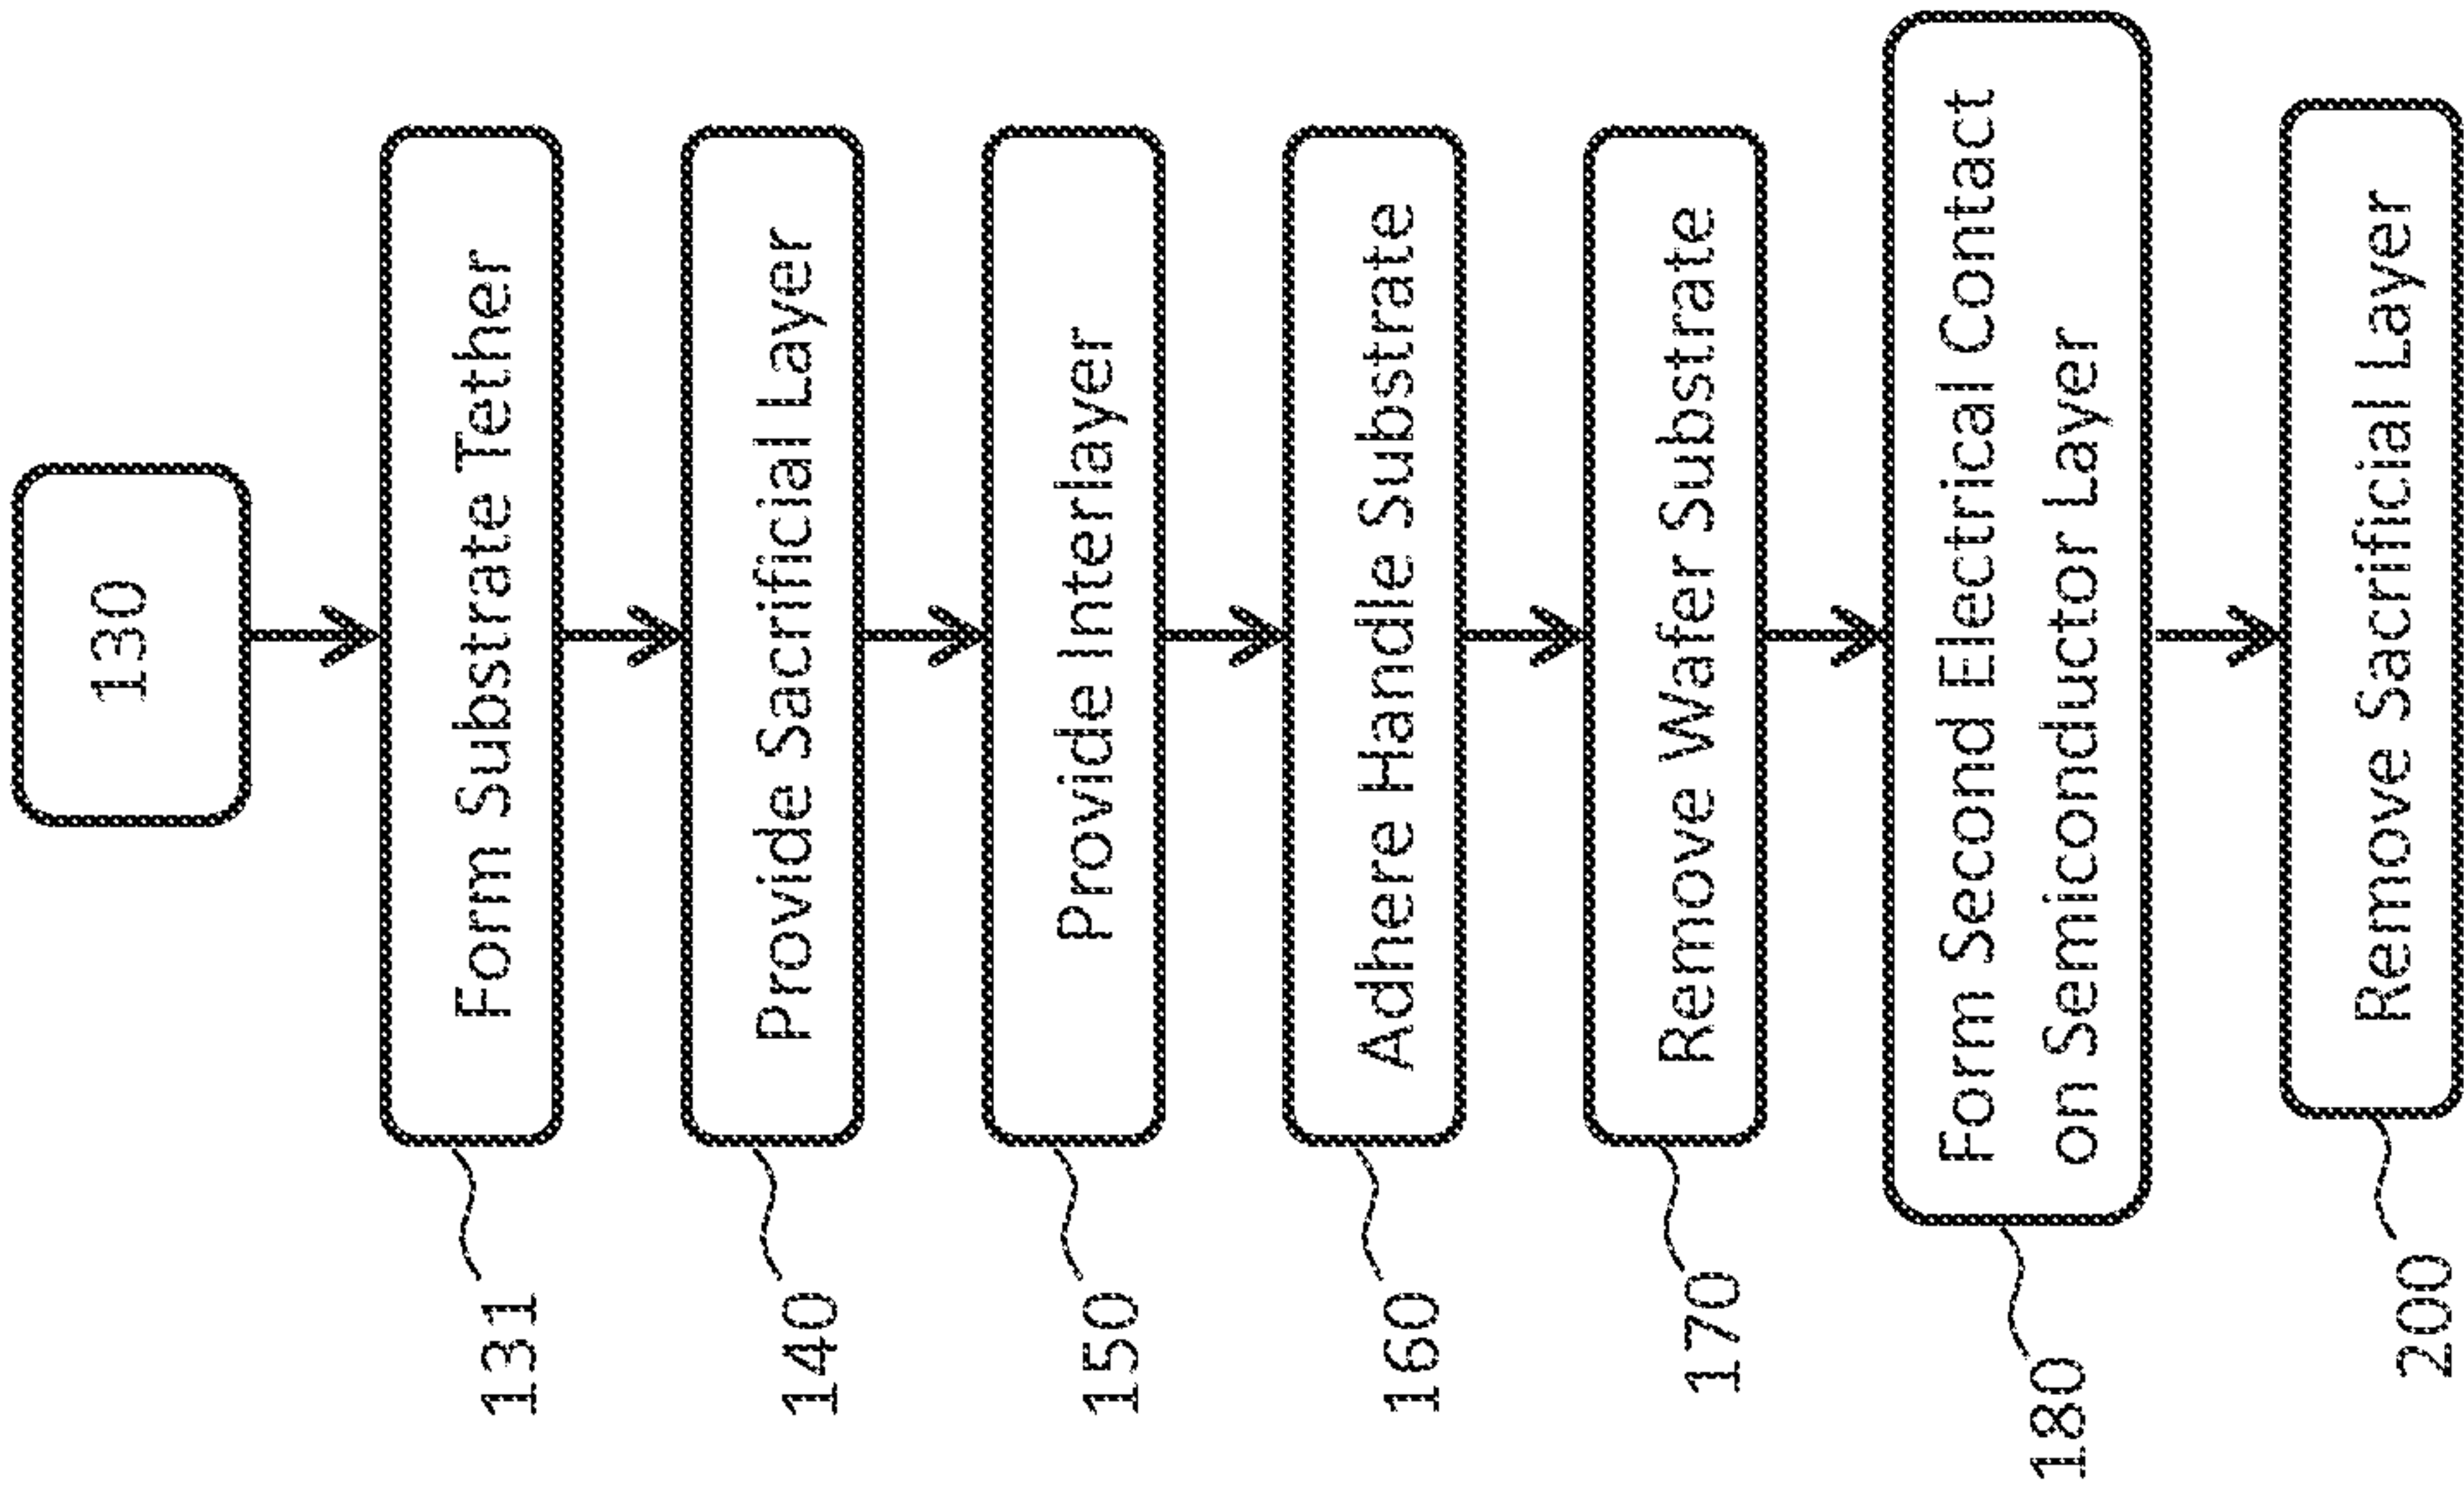 130
Form Substrate Tether
131
Provide Sacrificial Layer
140
Provide Interlayer
150
Adhere Handle Substrate
160
Remove Wafer Substrate
170
Form Second Electrical Contact
on Semiconductor Layer
180
Remove Sacrificial Layer
200